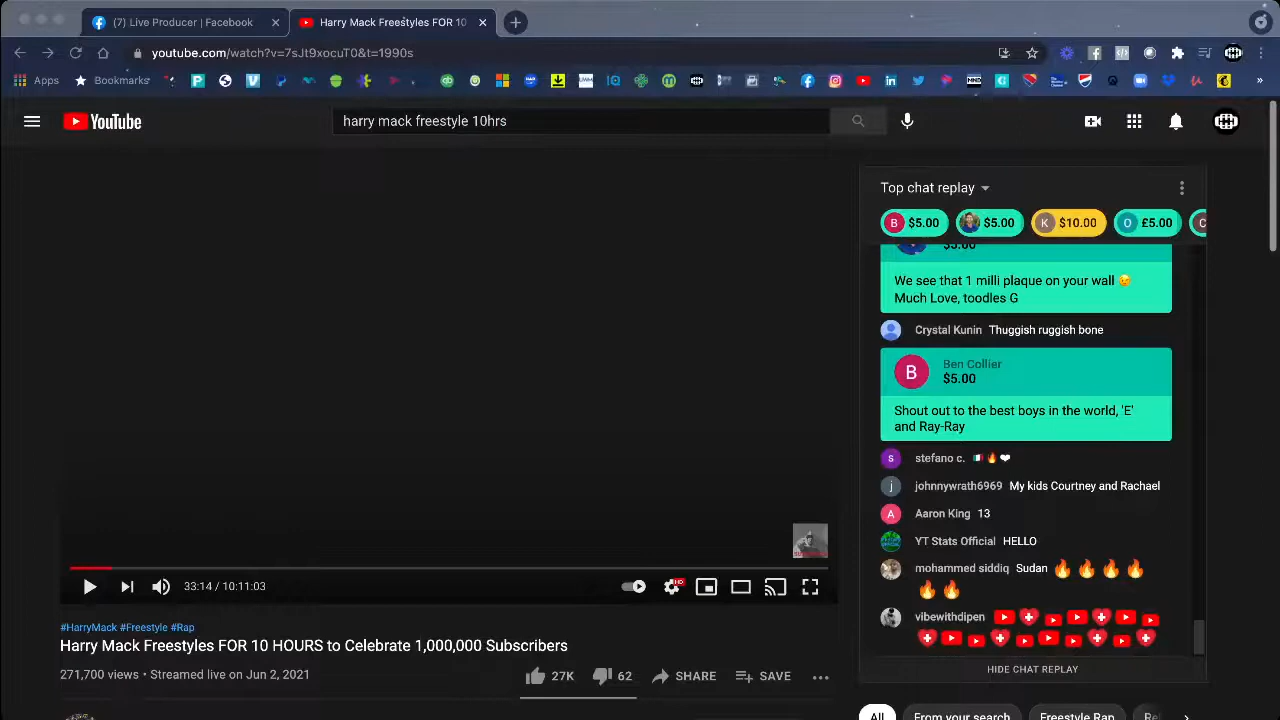 (7) Live Producer | Facebook
Harry Mack Freestyles FOR 10
youtube.com/watch?v=7sJt9xocuT0&t=1990s
Apps
Bookmarks
YouTube
harry mack freestyle 10hrs
Top chat replay
B $5.00
$5.00
K $10.00
O £5.00
$5.00
We see that 1 milli plaque on your wall 😉
Much Love, toodles G
Crystal Kunin Thuggish ruggish bone
B
Ben Collier
$5.00
Shout out to the best boys in the world, 'E'
and Ray-Ray
s stefano c. 🇮🇹🔥❤
j johnnywrath6969 My kids Courtney and Rachael
A Aaron King 13
YT Stats Official HELLO
mohammed siddiq Sudan 🔥🔥🔥🔥
🔥🔥
vibewithdipen
HIDE CHAT REPLAY
33:14 / 10:11:03
HD
#HarryMack #Freestyle #Rap
Harry Mack Freestyles FOR 10 HOURS to Celebrate 1,000,000 Subscribers
271,700 views • Streamed live on Jun 2, 2021
27K
62
SHARE
SAVE
All
From your search
Freestyle Rap